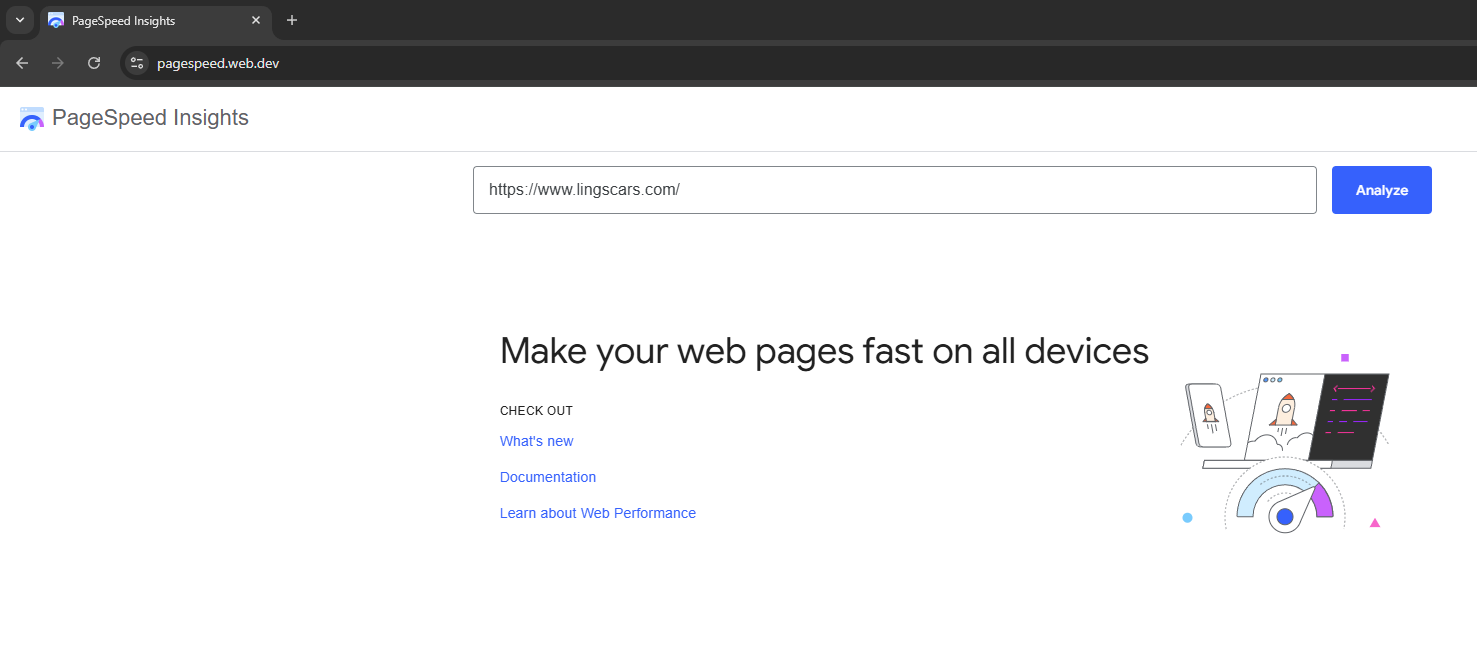 PageSpeed Insights
pagespeed.web.dev
PageSpeed Insights
https://www.lingscars.com/
Analyze
Make your web pages fast on all devices
CHECK OUT
What's new
Documentation
Learn about Web Performance